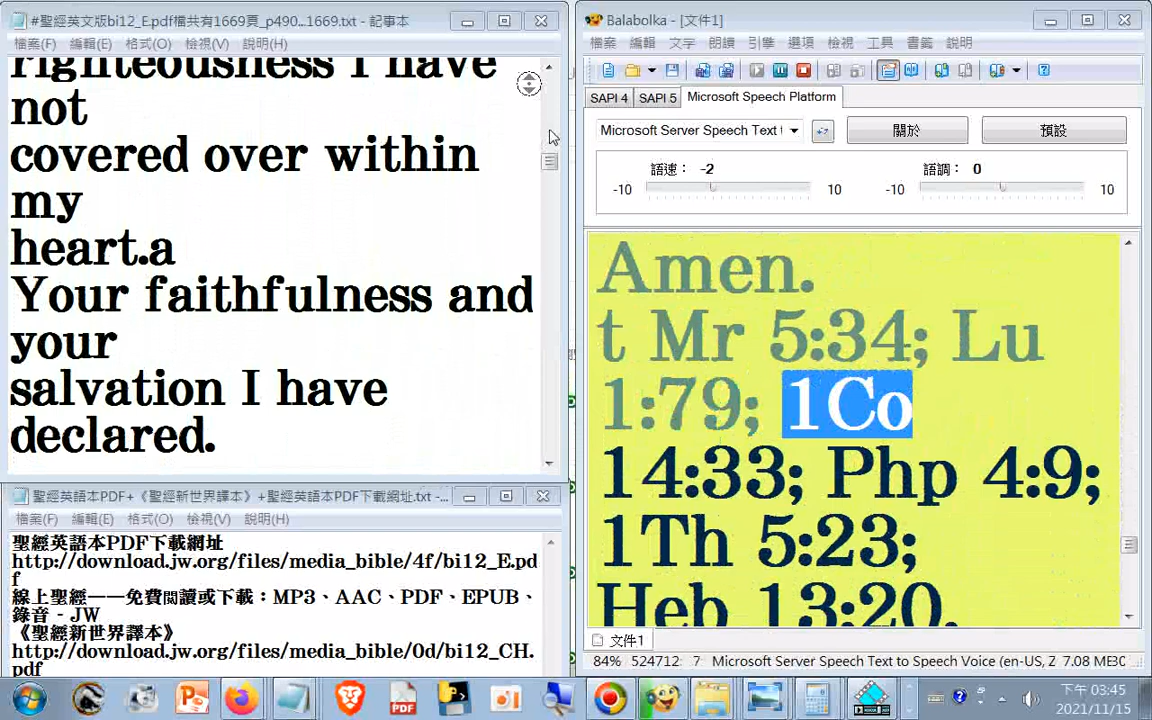 #聖經英文版bi12_E.pdf檔共有1669頁_p490...1669.txt - 記事本
檔案(F) 編輯(E) 格式(O) 檢視(V) 說明(H)
righteousness I have
not
covered over within
my
heart.a
Your faithfulness and
your
salvation I have
declared.
聖經英語本PDF+《聖經新世界譯本》+聖經英語本PDF下載網址.txt -...
檔案(F) 編輯(E) 格式(O) 檢視(V) 說明(H)
聖經英語本PDF下載網址
http://download.jw.org/files/media_bible/4f/bi12_E.pd
f
線上聖經──免費閱讀或下載：MP3、AAC、PDF、EPUB、
錄音 - JW
《聖經新世界譯本》
http://download.jw.org/files/media_bible/0d/bi12_CH.
pdf
Balabolka - [文件1]
檔案 編輯 文字 朗讀 引擎 選項 檢視 工具 書籤 說明
SAPI 4 SAPI 5 Microsoft Speech Platform
Microsoft Server Speech Text t 關於 預設
語速： -2 語調： 0
-10 10 -10 10
Amen.
t Mr 5:34; Lu
1:79; 1Co
14:33; Php 4:9;
1Th 5:23;
Heb 13:20.
文件1
84% 524712: 7 Microsoft Server Speech Text to Speech Voice (en-US, Z 7.08 MB
PDF
下午 03:45
2021/11/15